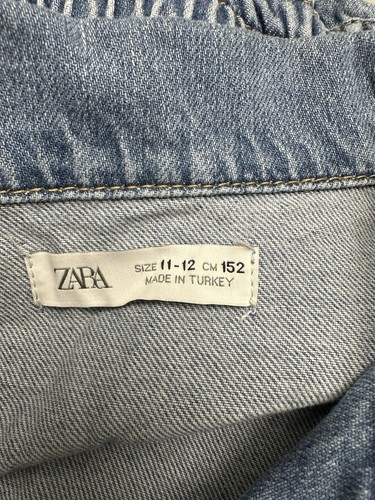 ZARA
SIZE 11-12 CM 152
MADE IN TURKEY